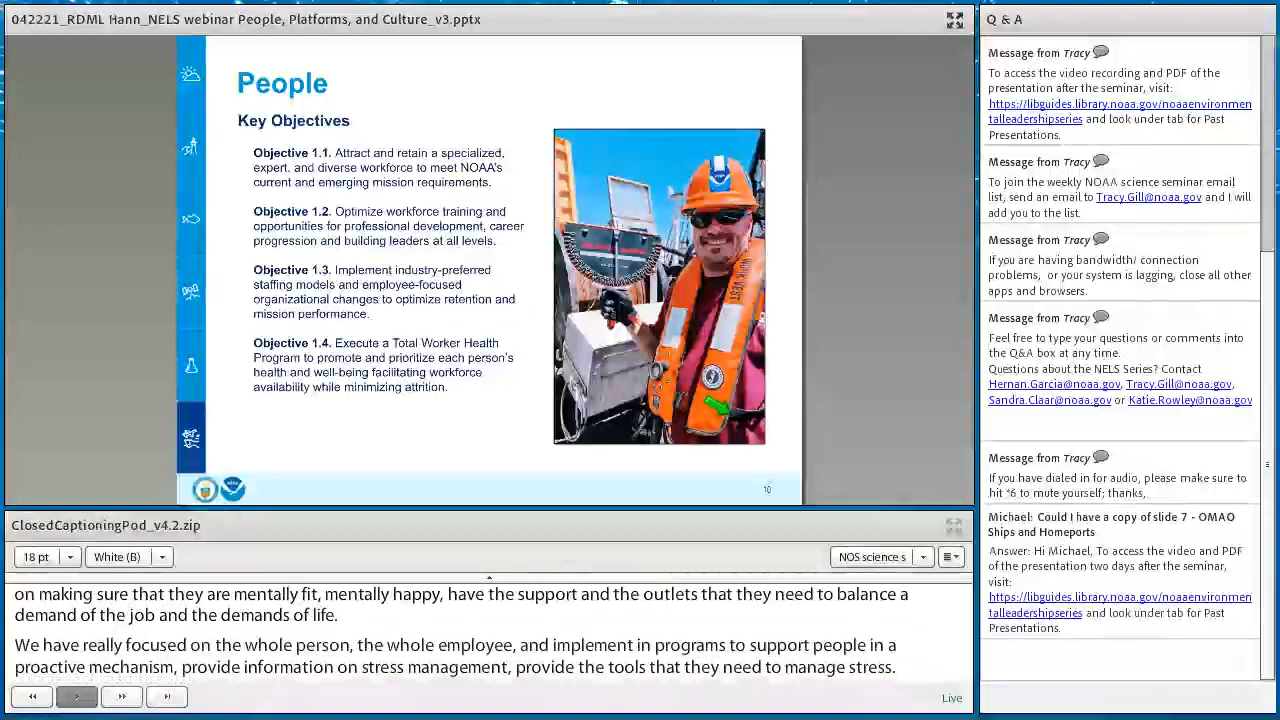 042221_RDML Hann_NELS webinar People, Platforms, and Culture_v3.pptx
People
Key Objectives
Objective 1.1. Attract and retain a specialized,
expert, and diverse workforce to meet NOAA's
current and emerging mission requirements.
Objective 1.2. Optimize workforce training and
opportunities for professional development, career
progression and building leaders at all levels.
Objective 1.3. Implement industry-preferred
staffing models and employee-focused
organizational changes to optimize retention and
mission performance.
Objective 1.4. Execute a Total Worker Health
Program to promote and prioritize each person's
health and well-being facilitating workforce
availability while minimizing attrition.
10
ClosedCaptioningPod_v4.2.zip
18 pt
White (B)
NOS science s
on making sure that they are mentally fit, mentally happy, have the support and the outlets that they need to balance a
demand of the job and the demands of life.
We have really focused on the whole person, the whole employee, and implement in programs to support people in a
proactive mechanism, provide information on stress management, provide the tools that they need to manage stress.
Live
Q & A
Message from Tracy
To access the video recording and PDF of the
presentation after the seminar, visit:
https://libguides.library.noaa.gov/noaaenvironmen
talleadershipseries and look under tab for Past
Presentations.
Message from Tracy
To join the weekly NOAA science seminar email
list, send an email to Tracy.Gill@noaa.gov and I will
add you to the list.
Message from Tracy
If you are having bandwidth/ connection
problems, or your system is lagging, close all other
apps and browsers.
Message from Tracy
Feel free to type your questions or comments into
the Q&A box at any time.
Questions about the NELS Series? Contact
Hernan.Garcia@noaa.gov, Tracy.Gill@noaa.gov,
Sandra.Claar@noaa.gov or Katie.Rowley@noaa.gov
Message from Tracy
If you have dialed in for audio, please make sure to
hit *6 to mute yourself; thanks,
Michael: Could I have a copy of slide 7 - OMAO
Ships and Homeports
Answer: Hi Michael, To access the video and PDF
of the presentation two days after the seminar,
visit:
https://libguides.library.noaa.gov/noaaenvironmen
talleadershipseries and look under tab for Past
Presentations.